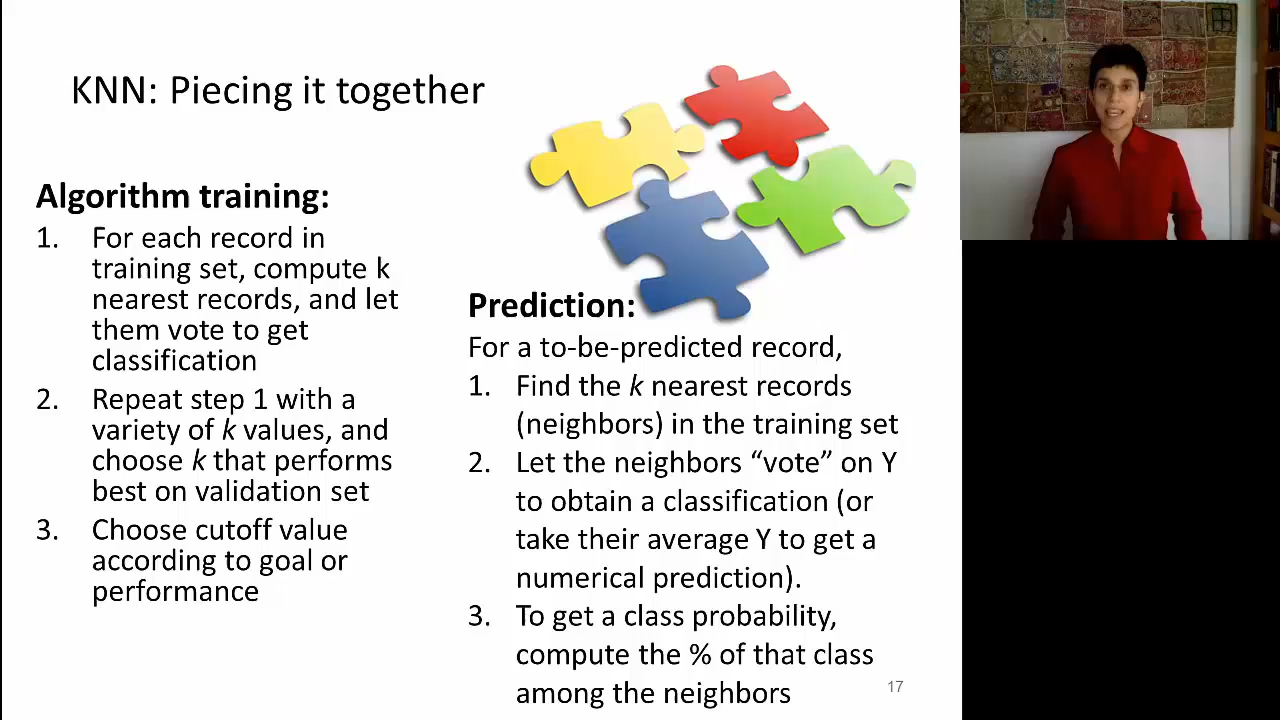 KNN: Piecing it together
Algorithm training:
1. For each record in
training set, compute k
nearest records, and let
them vote to get
classification
2. Repeat step 1 with a
variety of k values, and
choose k that performs
best on validation set
3. Choose cutoff value
according to goal or
performance
Prediction:
For a to-be-predicted record,
1. Find the k nearest records
(neighbors) in the training set
2. Let the neighbors “vote” on Y
to obtain a classification (or
take their average Y to get a
numerical prediction).
3. To get a class probability,
compute the % of that class
among the neighbors
17